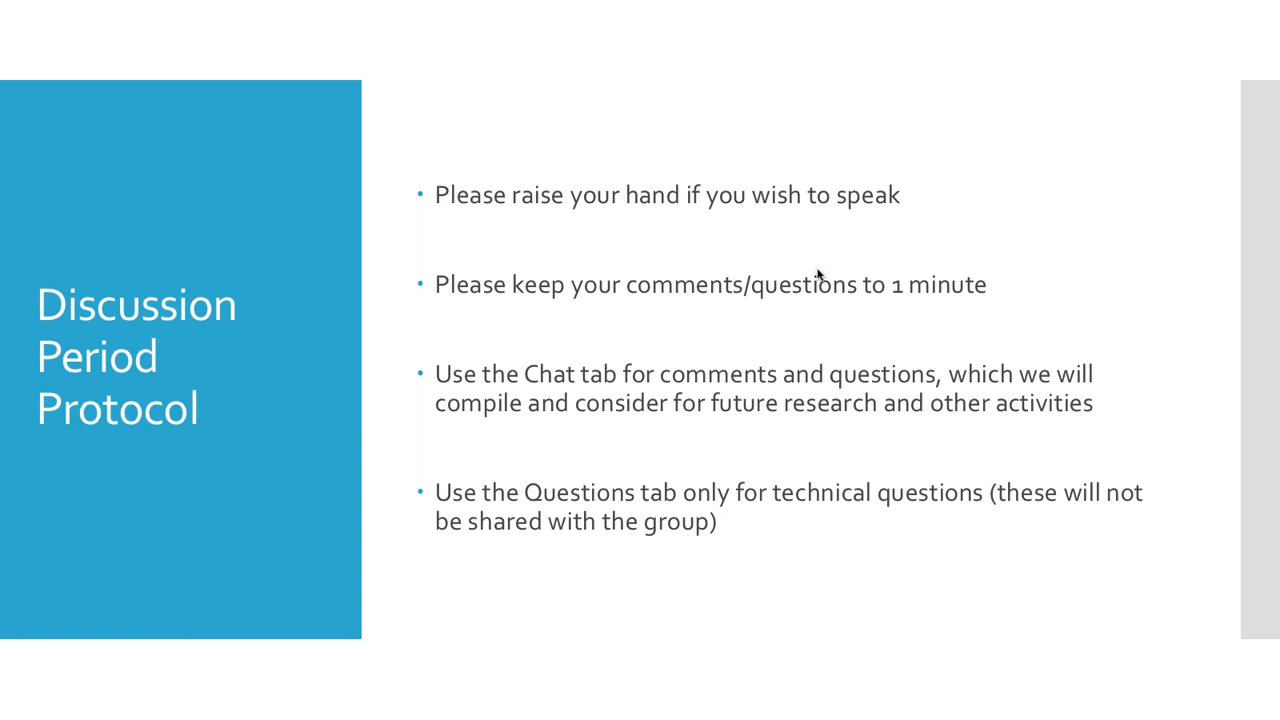 Discussion
Period
Protocol
• Please raise your hand if you wish to speak
• Please keep your comments/questions to 1 minute
• Use the Chat tab for comments and questions, which we will
compile and consider for future research and other activities
• Use the Questions tab only for technical questions (these will not
be shared with the group)